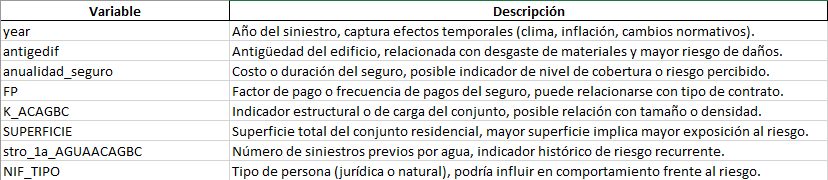 Variable Descripción
year Año del siniestro, captura efectos temporales (clima, inflación, cambios normativos).
antigedif Antigüedad del edificio, relacionada con desgaste de materiales y mayor riesgo de daños.
anualidad_seguro Costo o duración del seguro, posible indicador de nivel de cobertura o riesgo percibido.
FP Factor de pago o frecuencia de pagos del seguro, puede relacionarse con tipo de contrato.
K_ACAGBC Indicador estructural o de carga del conjunto, posible relación con tamaño o densidad.
SUPERFICIE Superficie total del conjunto residencial, mayor superficie implica mayor exposición al riesgo.
stro_1a_AGUAACAGBC Número de siniestros previos por agua, indicador histórico de riesgo recurrente.
NIF_TIPO Tipo de persona (jurídica o natural), podría influir en comportamiento frente al riesgo.